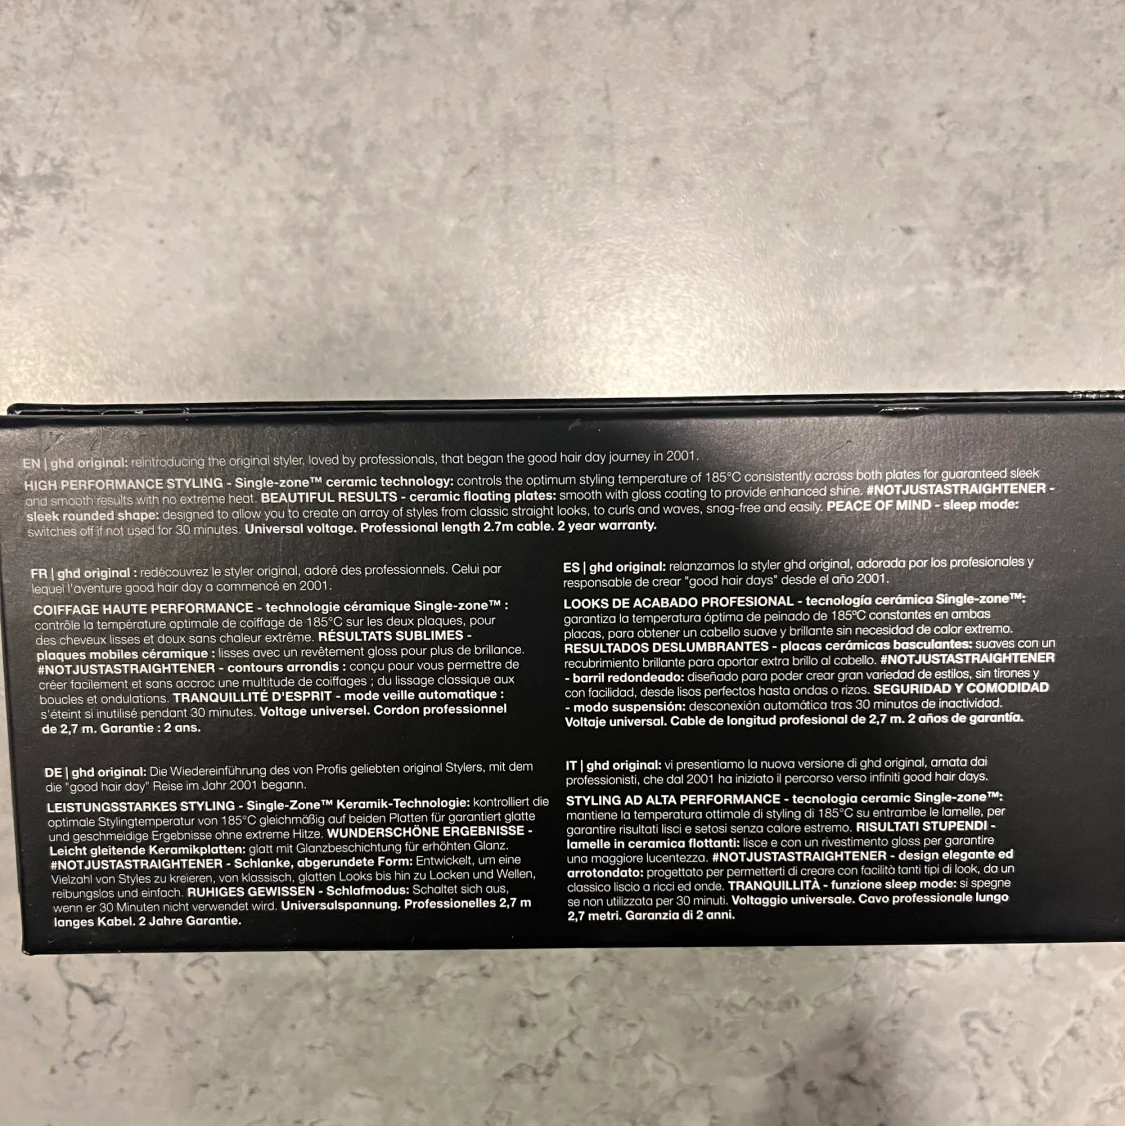 EN | ghd original: reintroducing the original styler, loved by professionals, that began the good hair day journey in 2001.
HIGH PERFORMANCE STYLING - Single-zone™ ceramic technology: controls the optimum styling temperature of 185°C consistently across both plates for guaranteed sleek
and smooth results with no extreme heat. BEAUTIFUL RESULTS - ceramic floating plates: smooth with gloss coating to provide enhanced shine. #NOTJUSTASTRAIGHTENER -
sleek rounded shape: designed to allow you to create an array of styles from classic straight looks, to curls and waves, snag-free and easily. PEACE OF MIND - sleep mode:
switches off if not used for 30 minutes. Universal voltage. Professional length 2.7m cable. 2 year warranty.
FR | ghd original : redécouvrez le styler original, adoré des professionnels. Celui par
lequel l'aventure good hair day a commencé en 2001.
COIFFAGE HAUTE PERFORMANCE - technologie céramique Single-zone™ :
contrôle la température optimale de coiffage de 185°C sur les deux plaques, pour
des cheveux lisses et doux sans chaleur extrême. RÉSULTATS SUBLIMES -
plaques mobiles céramique : lisses avec un revêtement gloss pour plus de brillance.
#NOTJUSTASTRAIGHTENER - contours arrondis : conçu pour vous permettre de
créer facilement et sans accroc une multitude de coiffages ; du lissage classique aux
boucles et ondulations. TRANQUILLITÉ D'ESPRIT - mode veille automatique :
s'éteint si inutilisé pendant 30 minutes. Voltage universel. Cordon professionnel
de 2,7 m. Garantie : 2 ans.
ES | ghd original: relanzamos la styler ghd original, adorada por los profesionales y
responsable de crear "good hair days" desde el año 2001.
LOOKS DE ACABADO PROFESIONAL - tecnología cerámica Single-zone™:
garantiza la temperatura óptima de peinado de 185ºC constantes en ambas
placas, para obtener un cabello suave y brillante sin necesidad de calor extremo.
RESULTADOS DESLUMBRANTES - placas cerámicas basculantes: suaves con un
recubrimiento brillante para aportar extra brillo al cabello. #NOTJUSTASTRAIGHTENER
- barril redondeado: diseñado para poder crear gran variedad de estilos, sin tirones y
con facilidad, desde lisos perfectos hasta ondas o rizos. SEGURIDAD Y COMODIDAD
- modo suspensión: desconexión automática tras 30 minutos de inactividad.
Voltaje universal. Cable de longitud profesional de 2,7 m. 2 años de garantía.
DE | ghd original: Die Wiedereinführung des von Profis geliebten original Stylers, mit dem
die "good hair day" Reise im Jahr 2001 begann.
LEISTUNGSSTARKES STYLING - Single-Zone™ Keramik-Technologie: kontrolliert die
optimale Stylingtemperatur von 185°C gleichmäßig auf beiden Platten für garantiert glatte
und geschmeidige Ergebnisse ohne extreme Hitze. WUNDERSCHÖNE ERGEBNISSE -
Leicht gleitende Keramikplatten: glatt mit Glanzbeschichtung für erhöhten Glanz.
#NOTJUSTASTRAIGHTENER - Schlanke, abgerundete Form: Entwickelt, um eine
Vielzahl von Styles zu kreieren, von klassisch, glatten Looks bis hin zu Locken und Wellen,
reibungslos und einfach. RUHIGES GEWISSEN - Schlafmodus: Schaltet sich aus,
wenn er 30 Minuten nicht verwendet wird. Universalspannung. Professionelles 2,7 m
langes Kabel. 2 Jahre Garantie.
IT | ghd original: vi presentiamo la nuova versione di ghd original, amata dai
professionisti, che dal 2001 ha iniziato il percorso verso infiniti good hair days.
STYLING AD ALTA PERFORMANCE - tecnologia ceramic Single-zone™:
mantiene la temperatura ottimale di styling di 185°C su entrambe le lamelle, per
garantire risultati lisci e setosi senza calore estremo. RISULTATI STUPENDI -
lamelle in ceramica flottanti: lisce e con un rivestimento gloss per garantire
una maggiore lucentezza. #NOTJUSTASTRAIGHTENER - design elegante ed
arrotondato: progettato per permetterti di creare con facilità tanti tipi di look, da un
classico liscio a ricci ed onde. TRANQUILLITÀ - funzione sleep mode: si spegne
se non utilizzata per 30 minuti. Voltaggio universale. Cavo professionale lungo
2,7 metri. Garanzia di 2 anni.